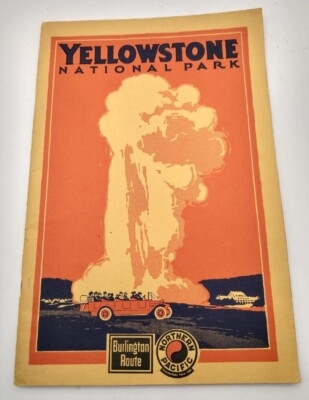 YELLOWSTONE
NATIONAL PARK
Burlington
Route
NORTHERN
PACIFIC